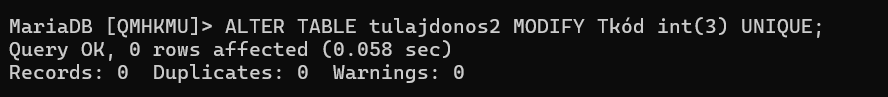 MariaDB [QMHKMU]> ALTER TABLE tulajdonos2 MODIFY Tkód int(3) UNIQUE;
Query OK, 0 rows affected (0.058 sec)
Records: 0  Duplicates: 0  Warnings: 0